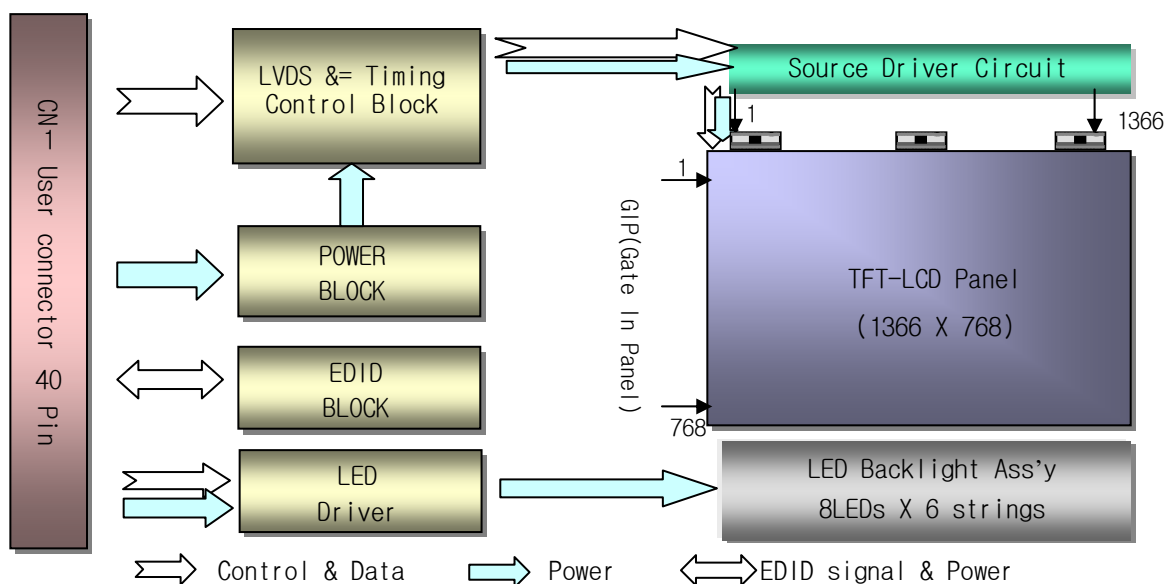 CN1 User connector 40 Pin
LVDS &= Timing
Control Block
POWER
BLOCK
EDID
BLOCK
LED
Driver
Source Driver Circuit
1
1366
1
GIP(Gate In Panel)
768
TFT-LCD Panel
(1366 X 768)
LED Backlight Ass’y
8LEDs X 6 strings
Control & Data
Power
EDID signal & Power